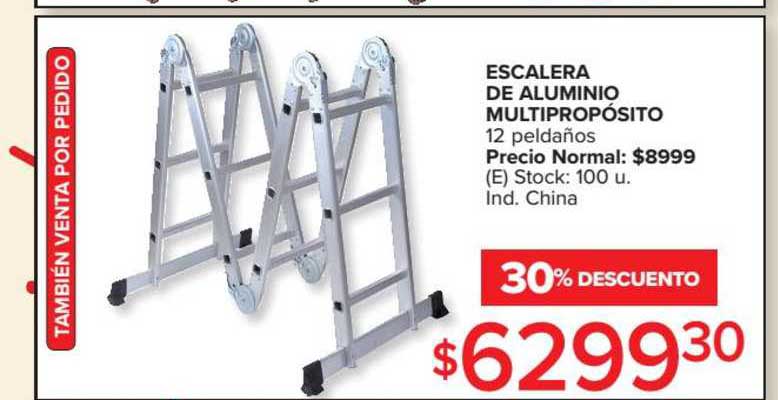 TAMBIÉN VENTA POR PEDIDO
ESCALERA
DE ALUMINIO
MULTIPROPÓSITO
12 peldaños
Precio Normal: $8999
(E) Stock: 100 u.
Ind. China
30% DESCUENTO
$629930